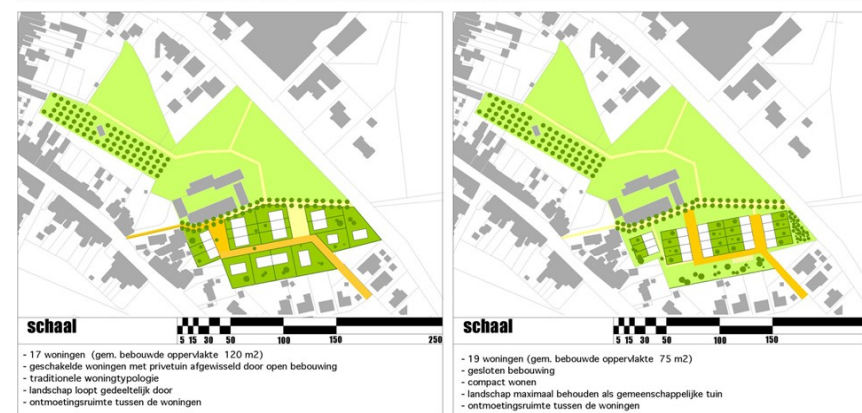 schaal
5 15 30 50 100 150 250
- 17 woningen (gem. bebouwde oppervlakte 120 m2)
- geschakelde woningen met privetuin afgewisseld door open bebouwing
- traditionele woningtypologie
- landschap loopt gedeeltelijk door
- ontmoetingsruimte tussen de woningen
schaal
5 15 30 50 100 150
- 19 woningen (gem. bebouwde oppervlakte 75 m2)
- gesloten bebouwing
- compact wonen
- landschap maximaal behouden als gemeenschappelijke tuin
- ontmoetingsruimte tussen de woningen